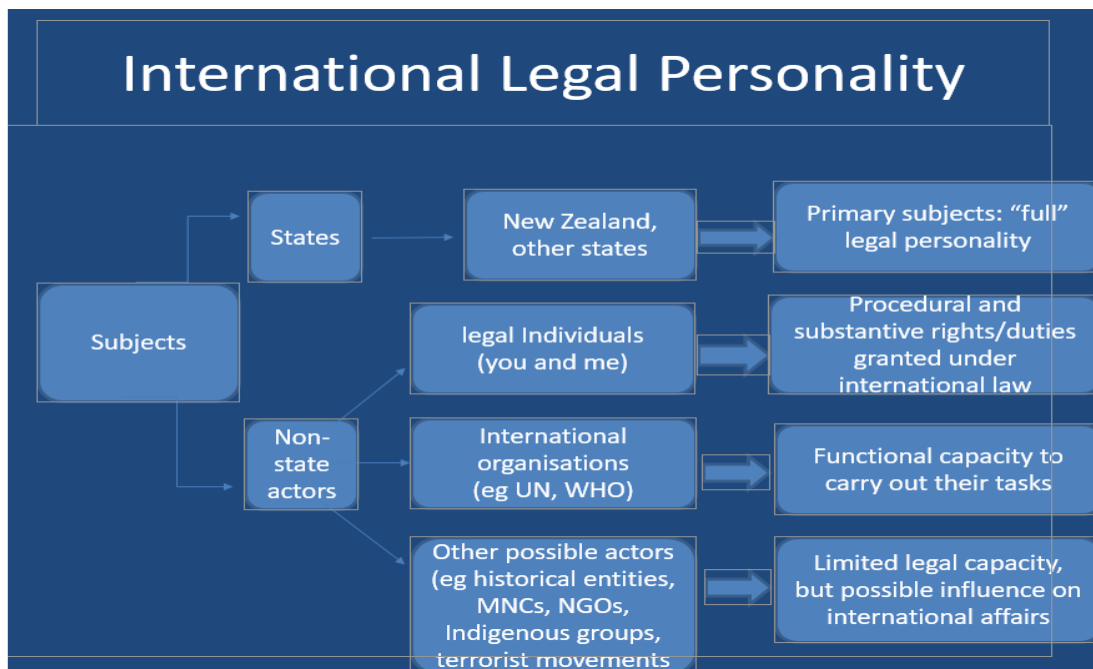 International Legal Personality
States
New Zealand,
other states
Primary subjects: “full”
legal personality
Subjects
legal Individuals
(you and me)
Procedural and
substantive rights/duties
granted under
international law
Non-
state
actors
International
organisations
(eg UN, WHO)
Functional capacity to
carry out their tasks
Other possible actors
(eg historical entities,
MNCs, NGOs,
Indigenous groups,
terrorist movements
Limited legal capacity,
but possible influence on
international affairs